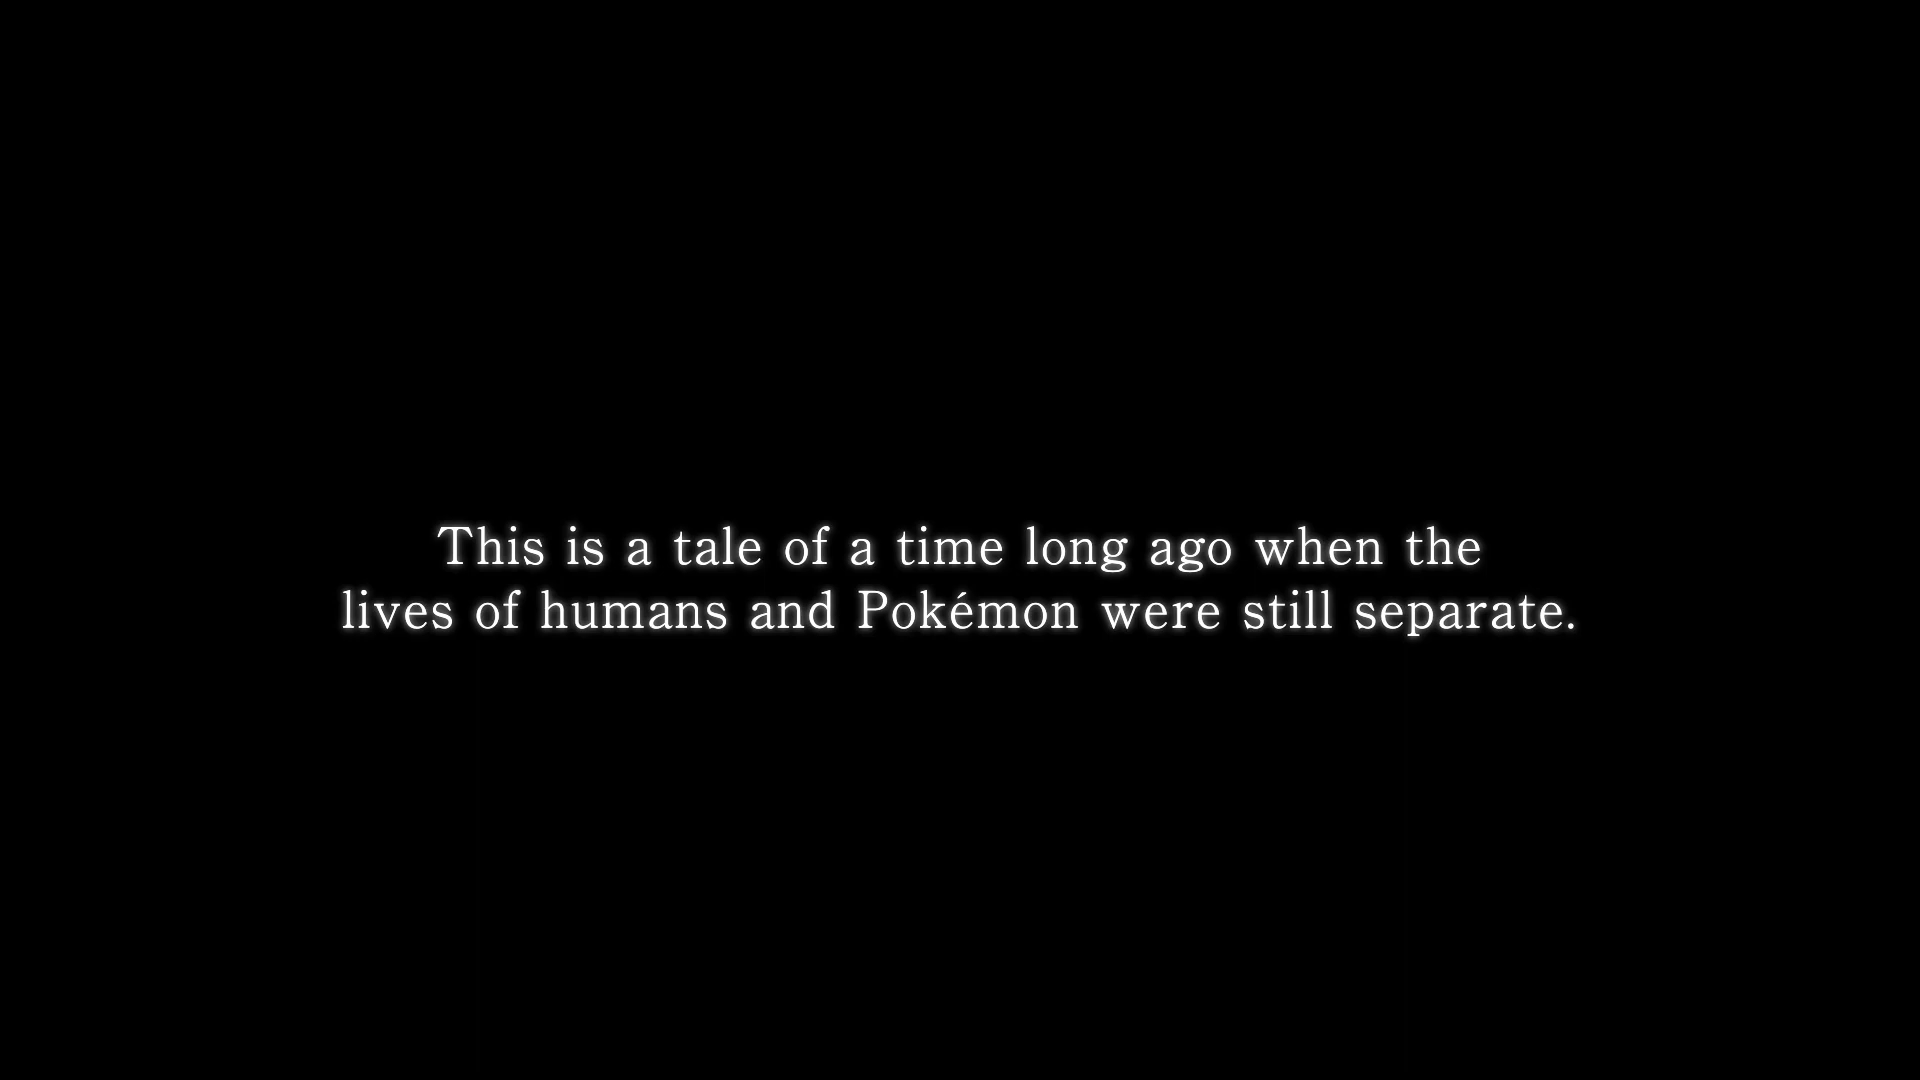 This is a tale of a time long ago when the
lives of humans and Pokémon were still separate.